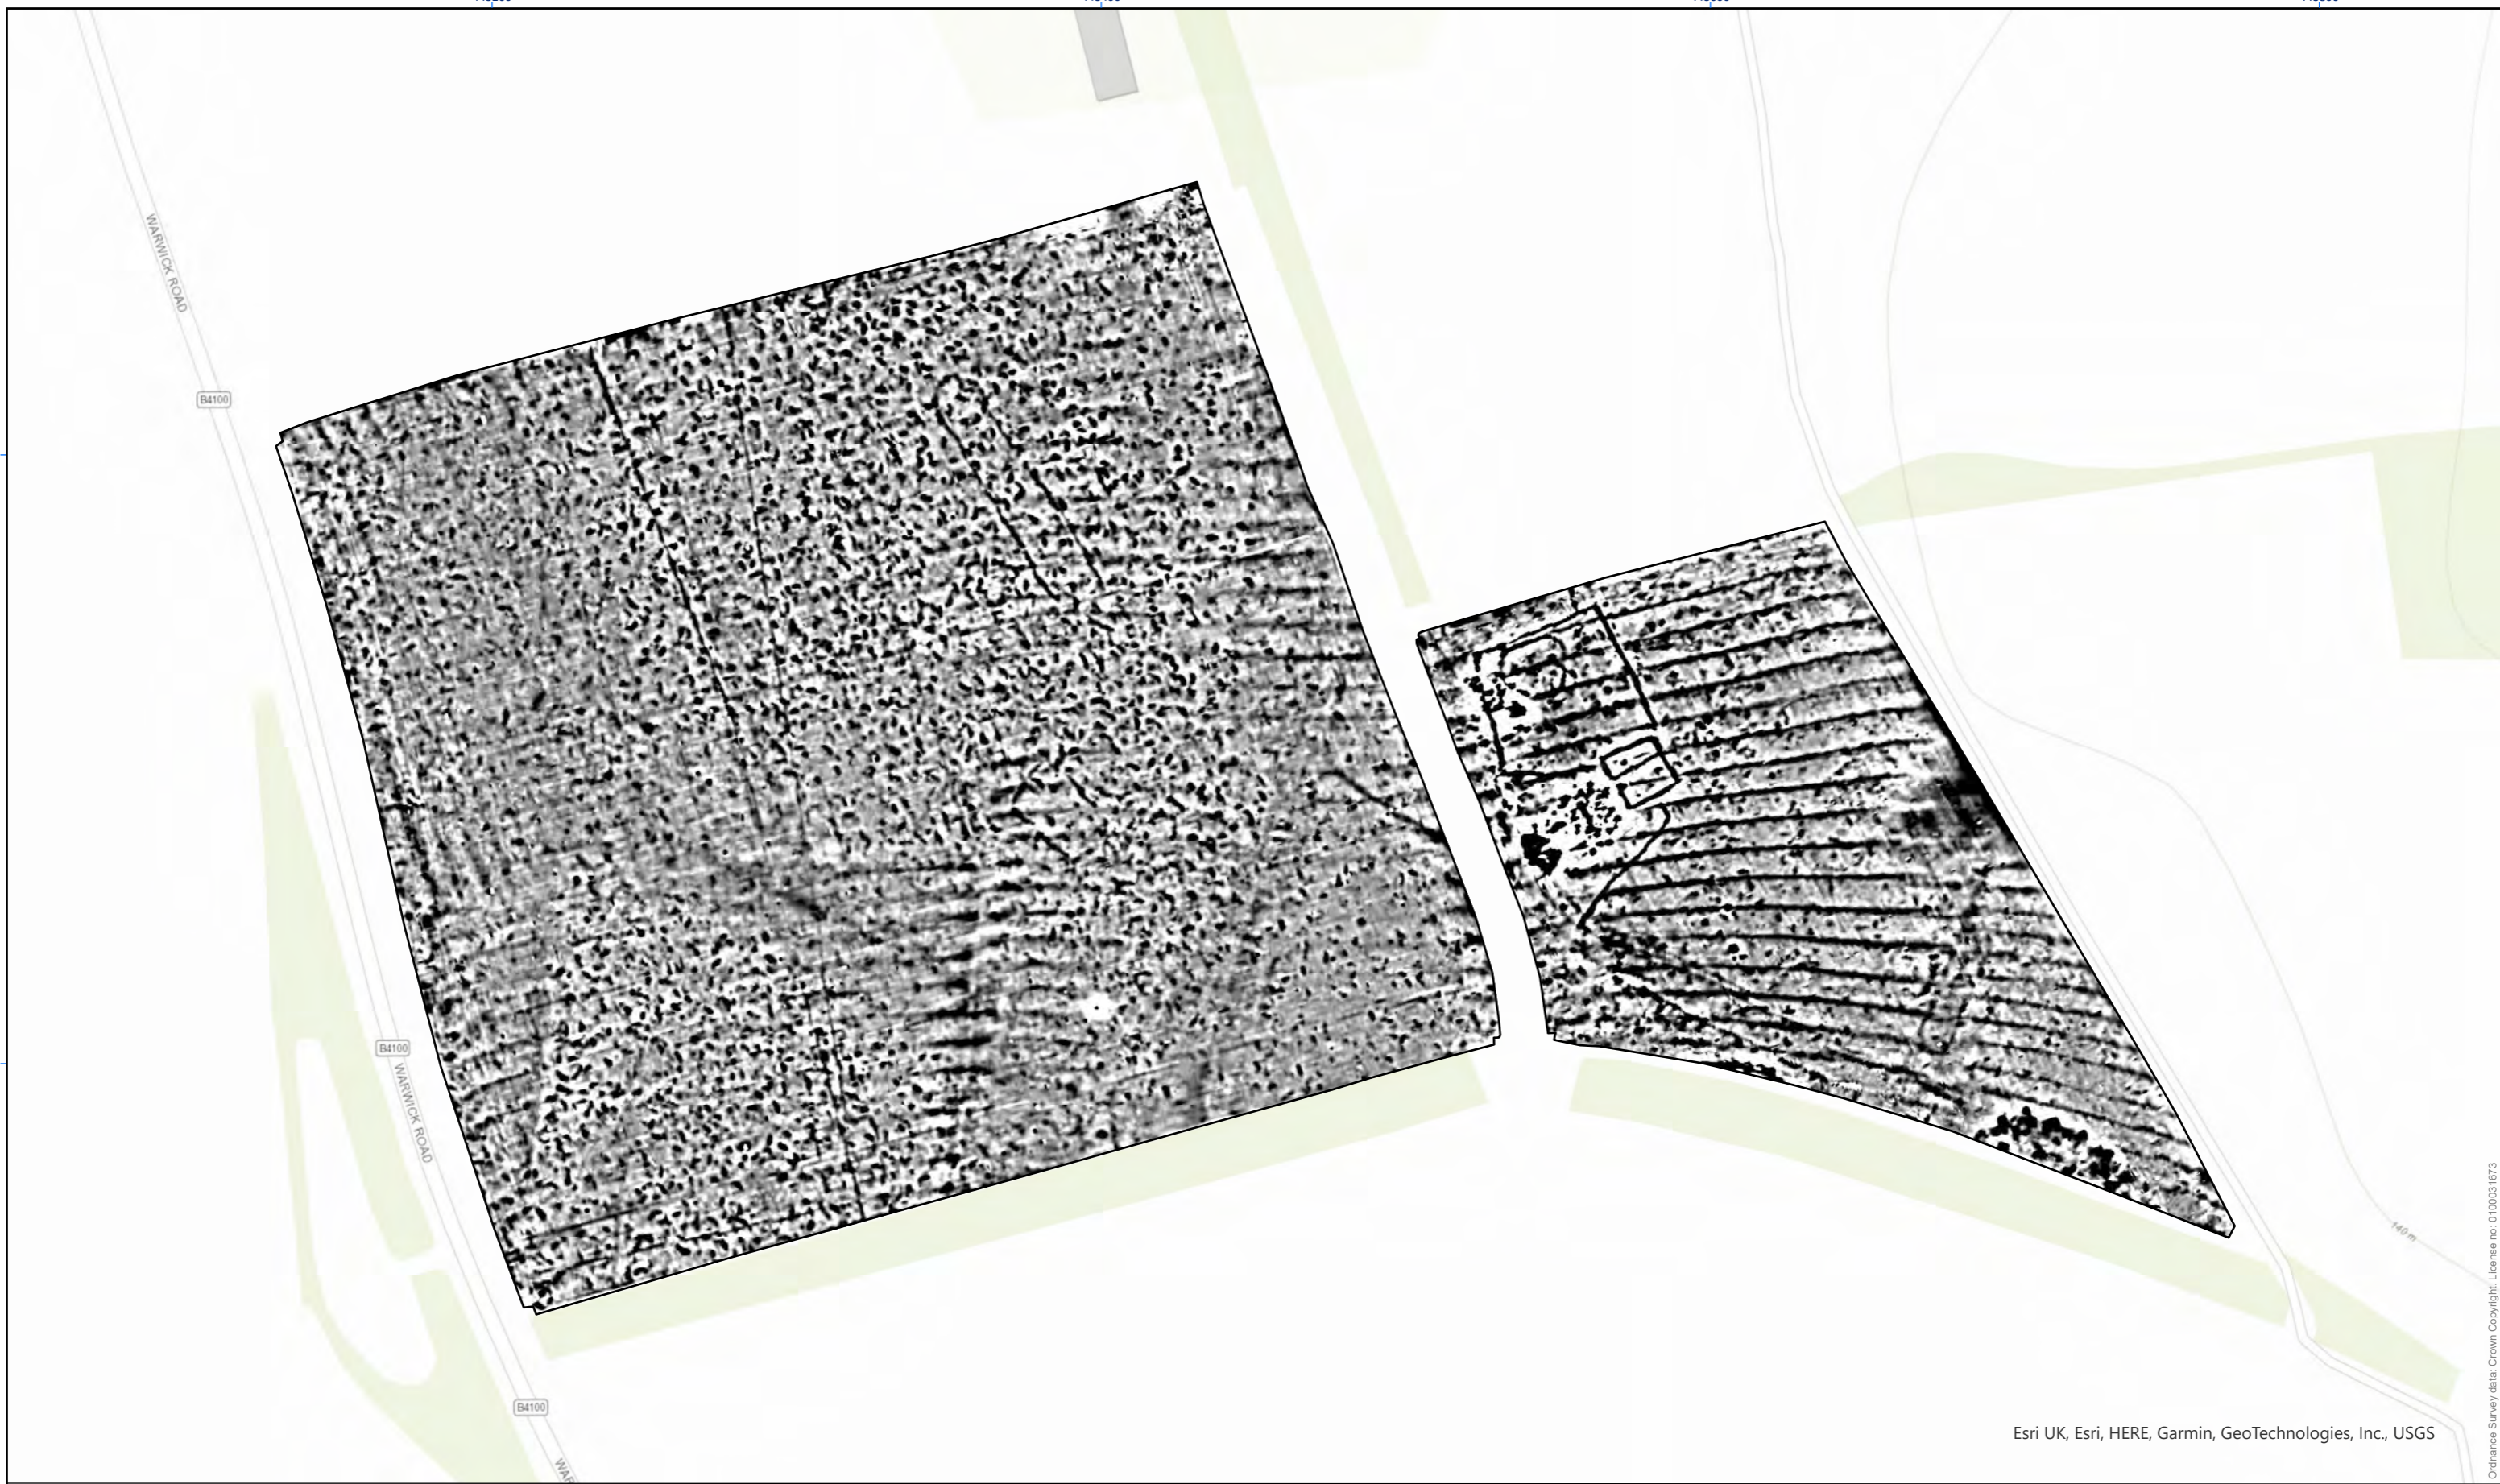 WARWICK ROAD
B4100
B4100
WARWICK ROAD
140 m
B4100
Esri UK, Esri, HERE, Garmin, GeoTechnologies, Inc., USGS
Ordnance Survey data: Crown Copyright. License no: 0100031673